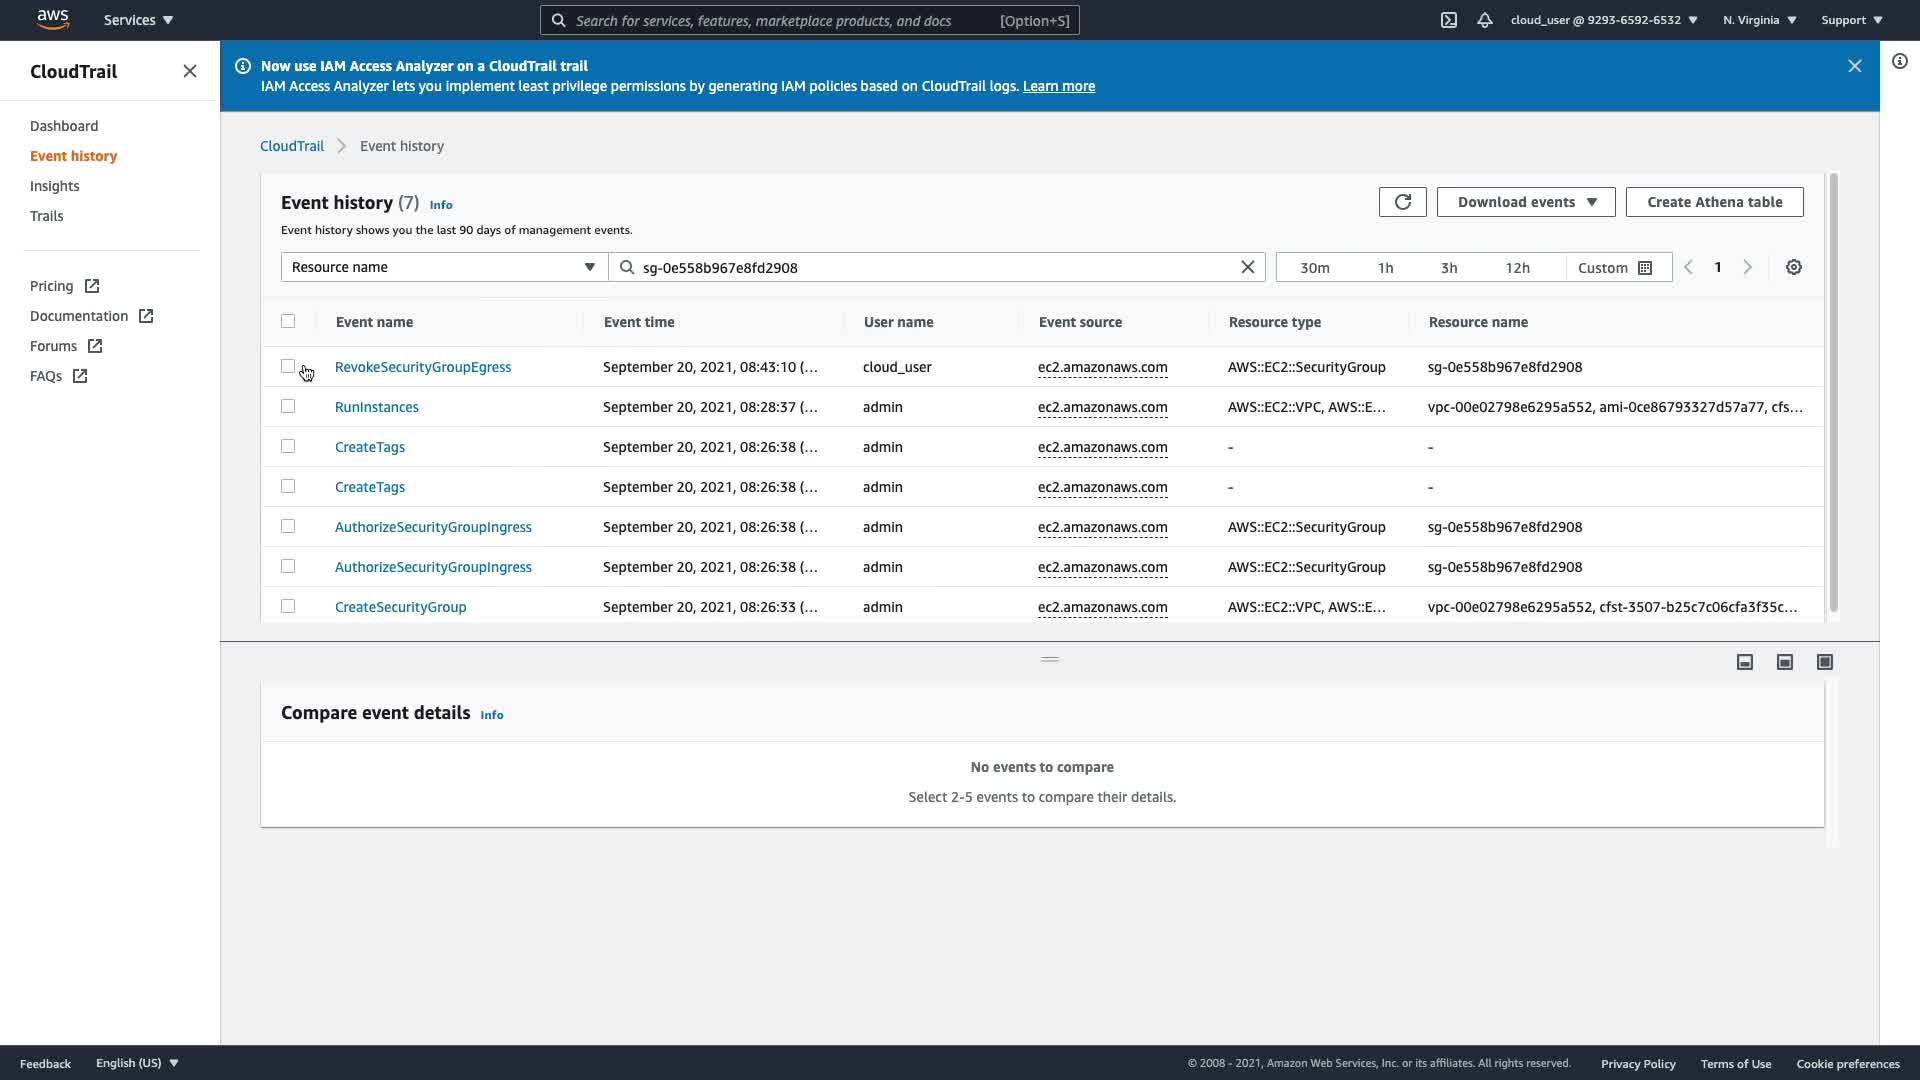 aws
Services
Search for services, features, marketplace products, and docs [Option+S]
cloud_user @ 9293-6592-6532
N. Virginia
Support
CloudTrail
Dashboard
Event history
Insights
Trails
Pricing
Documentation
Forums
FAQs
Now use IAM Access Analyzer on a CloudTrail trail
IAM Access Analyzer lets you implement least privilege permissions by generating IAM policies based on CloudTrail logs. Learn more
CloudTrail Event history
Event history (7) Info
Event history shows you the last 90 days of management events.
Download events
Create Athena table
Resource name
sg-0e558b967e8fd2908
30m 1h 3h 12h Custom
1
Event name Event time User name Event source Resource type Resource name
RevokeSecurityGroupEgress September 20, 2021, 08:43:10 (... cloud_user ec2.amazonaws.com AWS::EC2::SecurityGroup sg-0e558b967e8fd2908
RunInstances September 20, 2021, 08:28:37 (... admin ec2.amazonaws.com AWS::EC2::VPC, AWS::E... vpc-00e02798e6295a552, ami-0ce86793327d57a77, cfs...
CreateTags September 20, 2021, 08:26:38 (... admin ec2.amazonaws.com - -
CreateTags September 20, 2021, 08:26:38 (... admin ec2.amazonaws.com - -
AuthorizeSecurityGroupIngress September 20, 2021, 08:26:38 (... admin ec2.amazonaws.com AWS::EC2::SecurityGroup sg-0e558b967e8fd2908
AuthorizeSecurityGroupIngress September 20, 2021, 08:26:38 (... admin ec2.amazonaws.com AWS::EC2::SecurityGroup sg-0e558b967e8fd2908
CreateSecurityGroup September 20, 2021, 08:26:33 (... admin ec2.amazonaws.com AWS::EC2::VPC, AWS::E... vpc-00e02798e6295a552, cfst-3507-b25c7c06cfa3f35c...
Compare event details Info
No events to compare
Select 2-5 events to compare their details.
Feedback
English (US)
© 2008 - 2021, Amazon Web Services, Inc. or its affiliates. All rights reserved.
Privacy Policy
Terms of Use
Cookie preferences